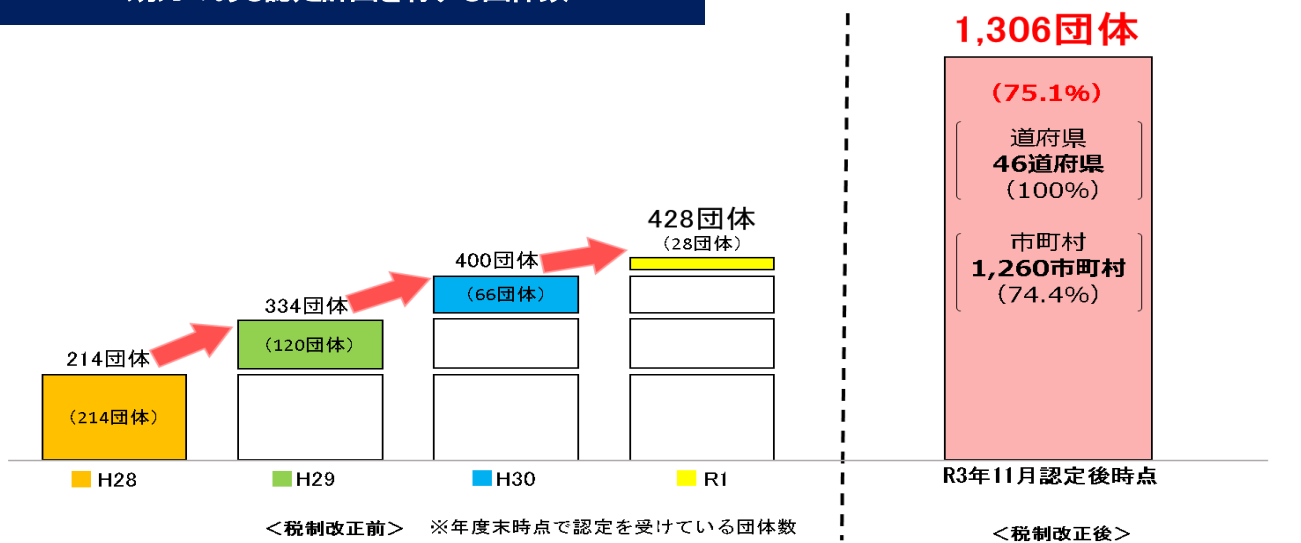 1,306団体
(75.1%)
道府県
46道府県
(100%)
市町村
1,260市町村
(74.4%)
428団体
(28団体)
400団体
(66団体)
334団体
(120団体)
214団体
(214団体)
H28
H29
H30
R1
R3年11月認定後時点
＜税制改正前＞ ※年度末時点で認定を受けている団体数
＜税制改正後＞